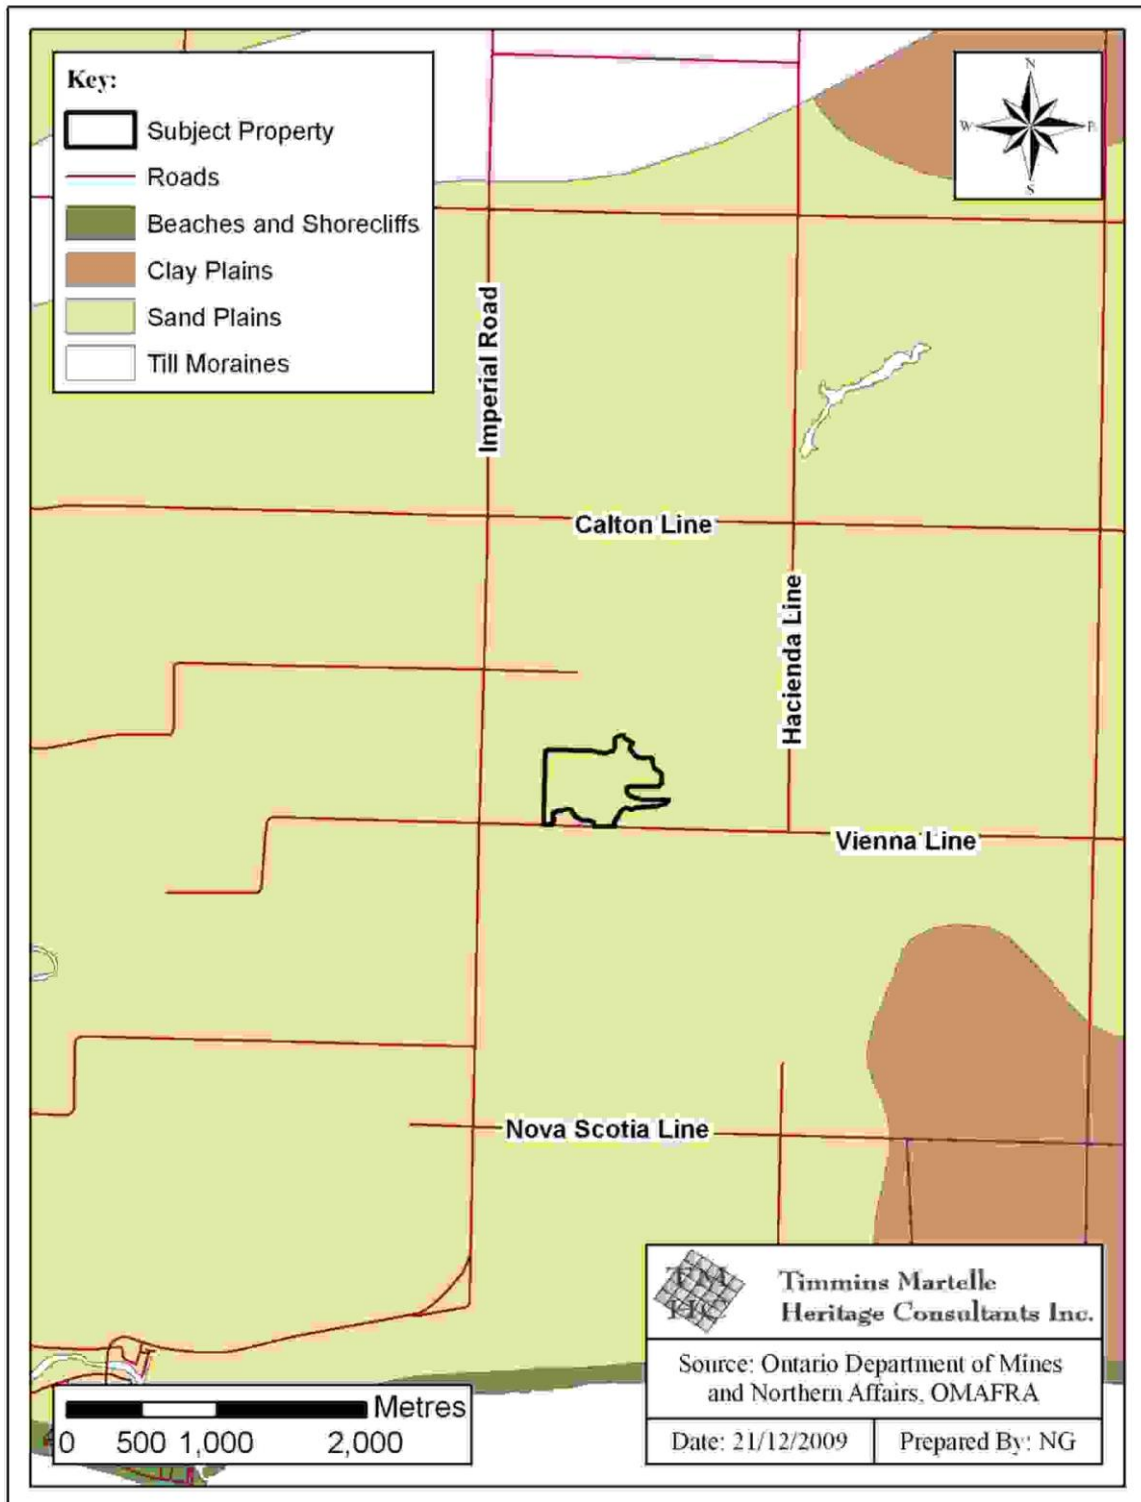 Key:
Subject Property
Roads
Beaches and Shorecliffs
Clay Plains
Sand Plains
Till Moraines
N
W
E
S
Imperial Road
Calton Line
Hacienda Line
Vienna Line
Nova Scotia Line
TM
HC
Timmins Martelle
Heritage Consultants Inc.
Source: Ontario Department of Mines
and Northern Affairs, OMAFRA
Date: 21/12/2009
Prepared By: NG
Metres
0 500 1,000 2,000